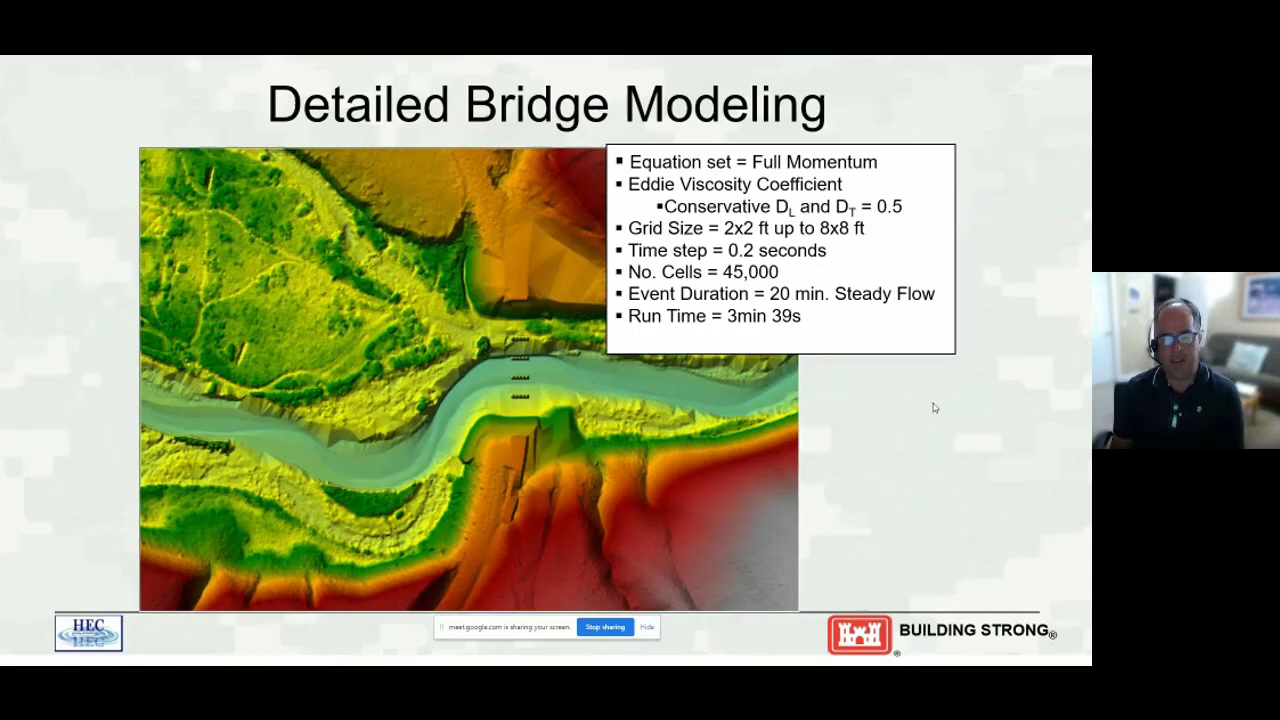 Detailed Bridge Modeling
▪ Equation set = Full Momentum
▪ Eddie Viscosity Coefficient
▪Conservative DL and DT = 0.5
▪ Grid Size = 2x2 ft up to 8x8 ft
▪ Time step = 0.2 seconds
▪ No. Cells = 45,000
▪ Event Duration = 20 min. Steady Flow
▪ Run Time = 3min 39s
HEC
meet.google.com is sharing your screen. Stop sharing Hide
BUILDING STRONG®
®